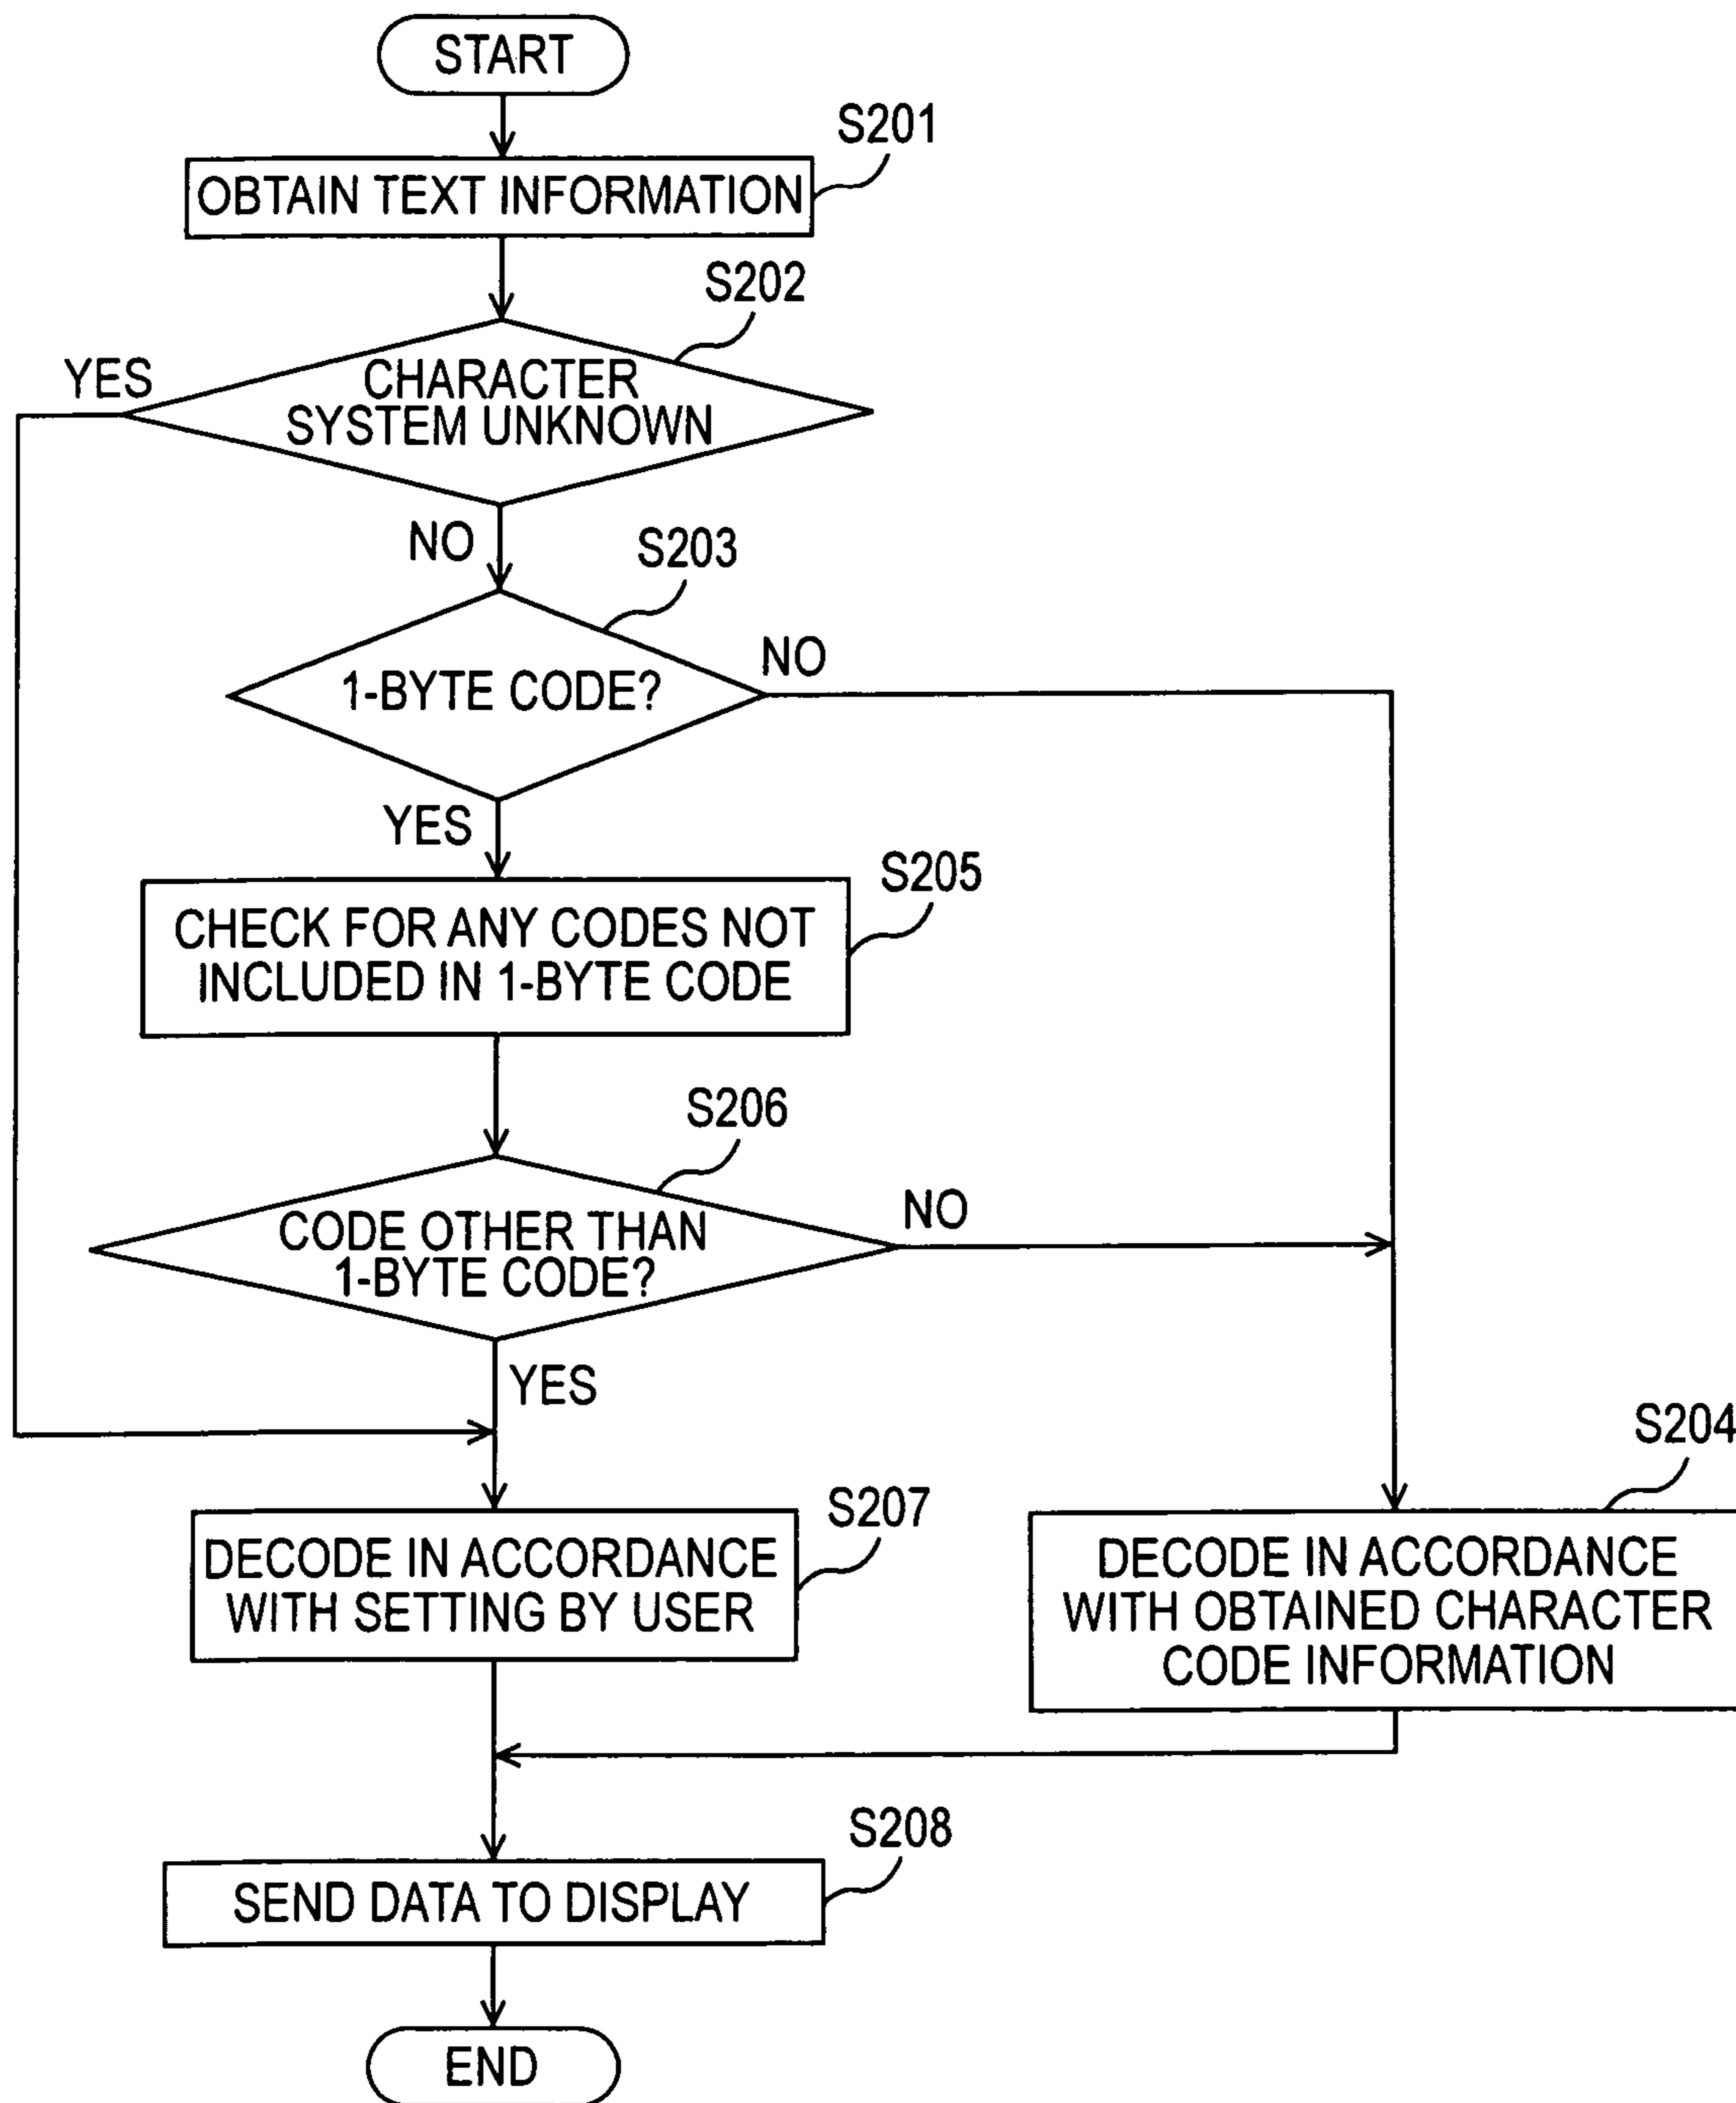 START
S201
OBTAIN TEXT INFORMATION
S202
YES
CHARACTER
SYSTEM UNKNOWN
NO
S203
NO
1-BYTE CODE?
YES
S205
CHECK FOR ANY CODES NOT
INCLUDED IN 1-BYTE CODE
S206
NO
CODE OTHER THAN
1-BYTE CODE?
YES
S204
S207
DECODE IN ACCORDANCE
WITH SETTING BY USER
DECODE IN ACCORDANCE
WITH OBTAINED CHARACTER
CODE INFORMATION
S208
SEND DATA TO DISPLAY
END